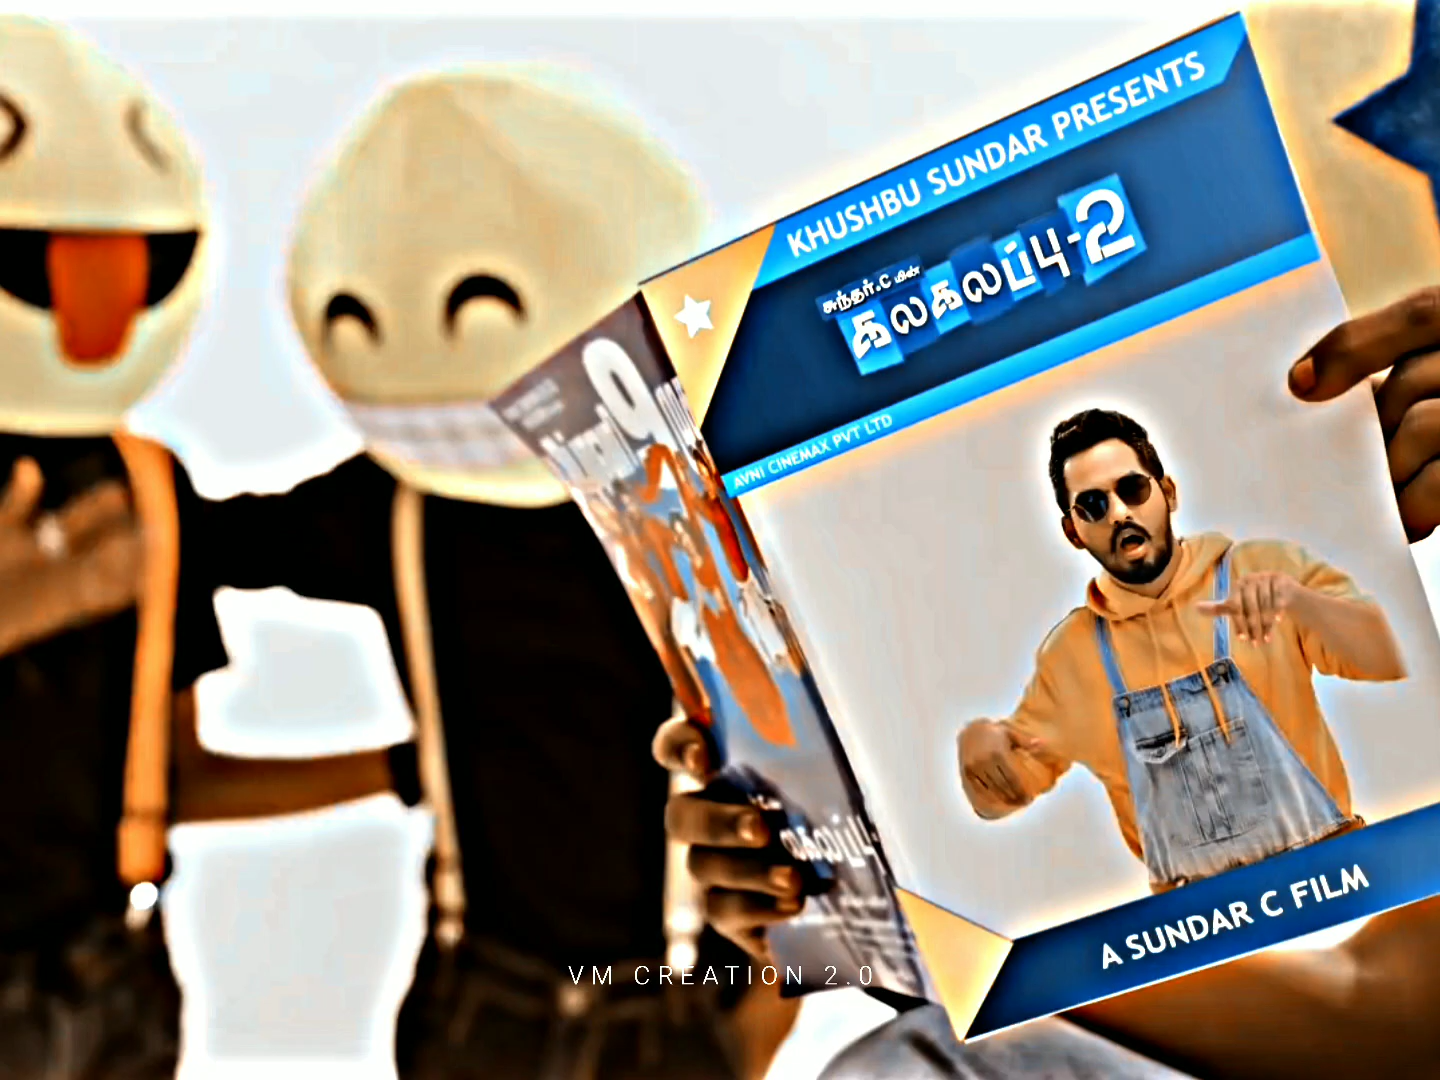 KHUSHBU SUNDAR PRESENTS
சுந்தர்.C யின்
கலகலப்பு-2
AVNI CINEMAX PVT LTD
A SUNDAR C FILM
VM CREATION 2.0